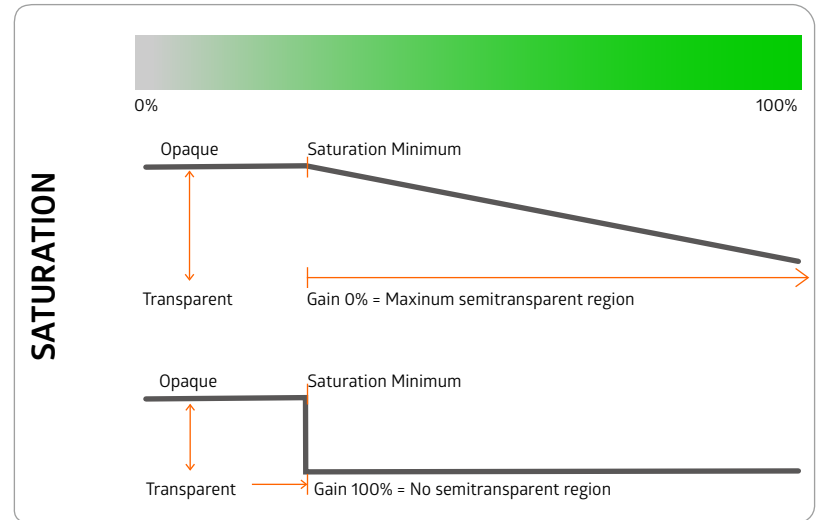 SATURATION
0%
100%
Opaque
Saturation Minimum
Transparent
Gain 0% = Maxinum semitransparent region
Opaque
Saturation Minimum
Transparent
Gain 100% = No semitransparent region